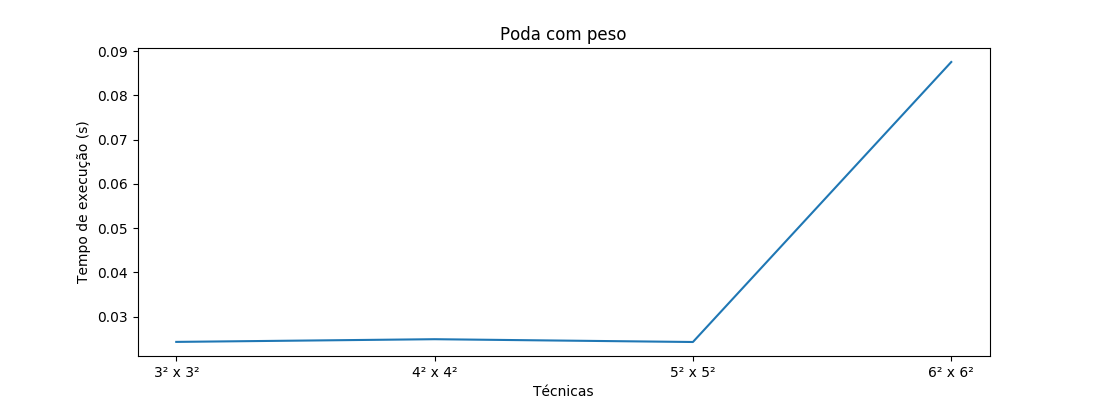 Poda com peso
0.09
0.08
0.07
0.06
0.05
0.04
0.03
Tempo de execução (s)
3² x 3² 4² x 4² 5² x 5² 6² x 6²
Técnicas